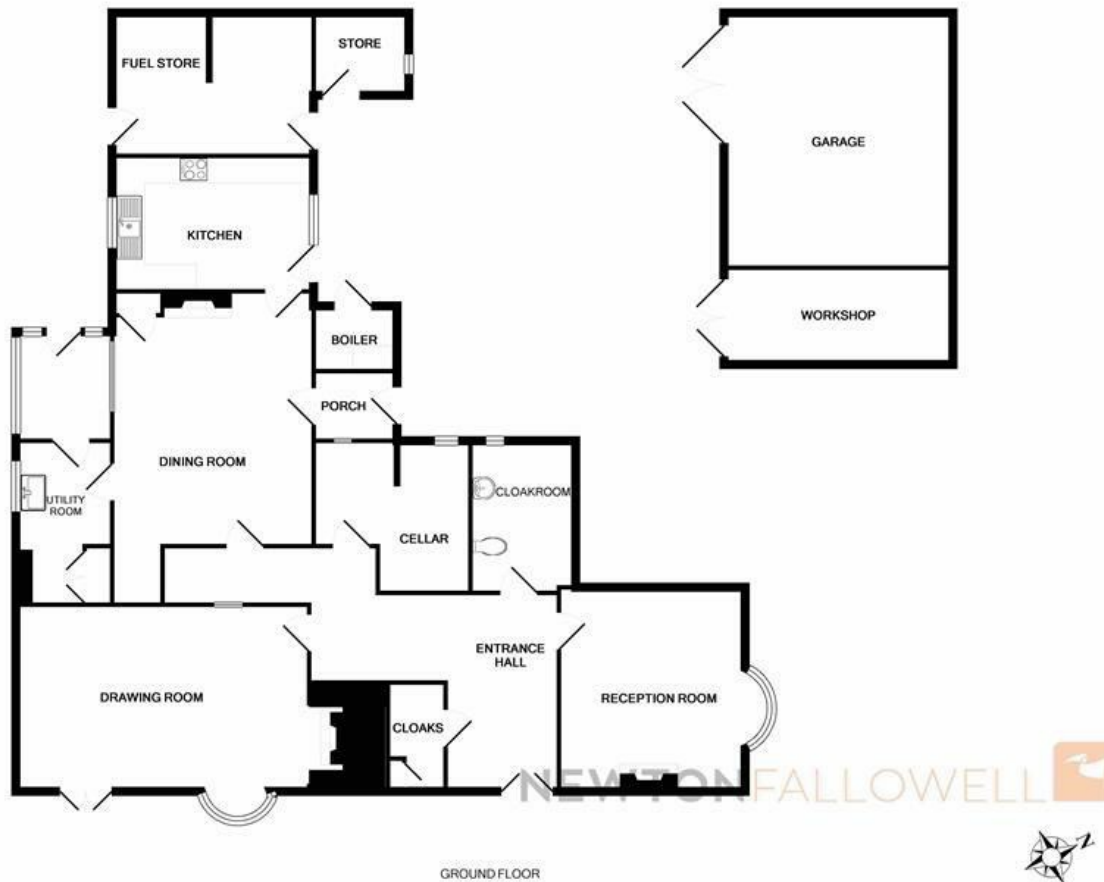 FUEL STORE
STORE
GARAGE
KITCHEN
WORKSHOP
BOILER
PORCH
DINING ROOM
UTILITY
ROOM
CLOAKROOM
CELLAR
ENTRANCE
HALL
DRAWING ROOM
RECEPTION ROOM
CLOAKS
NEWTONFALLOWELL
N
GROUND FLOOR